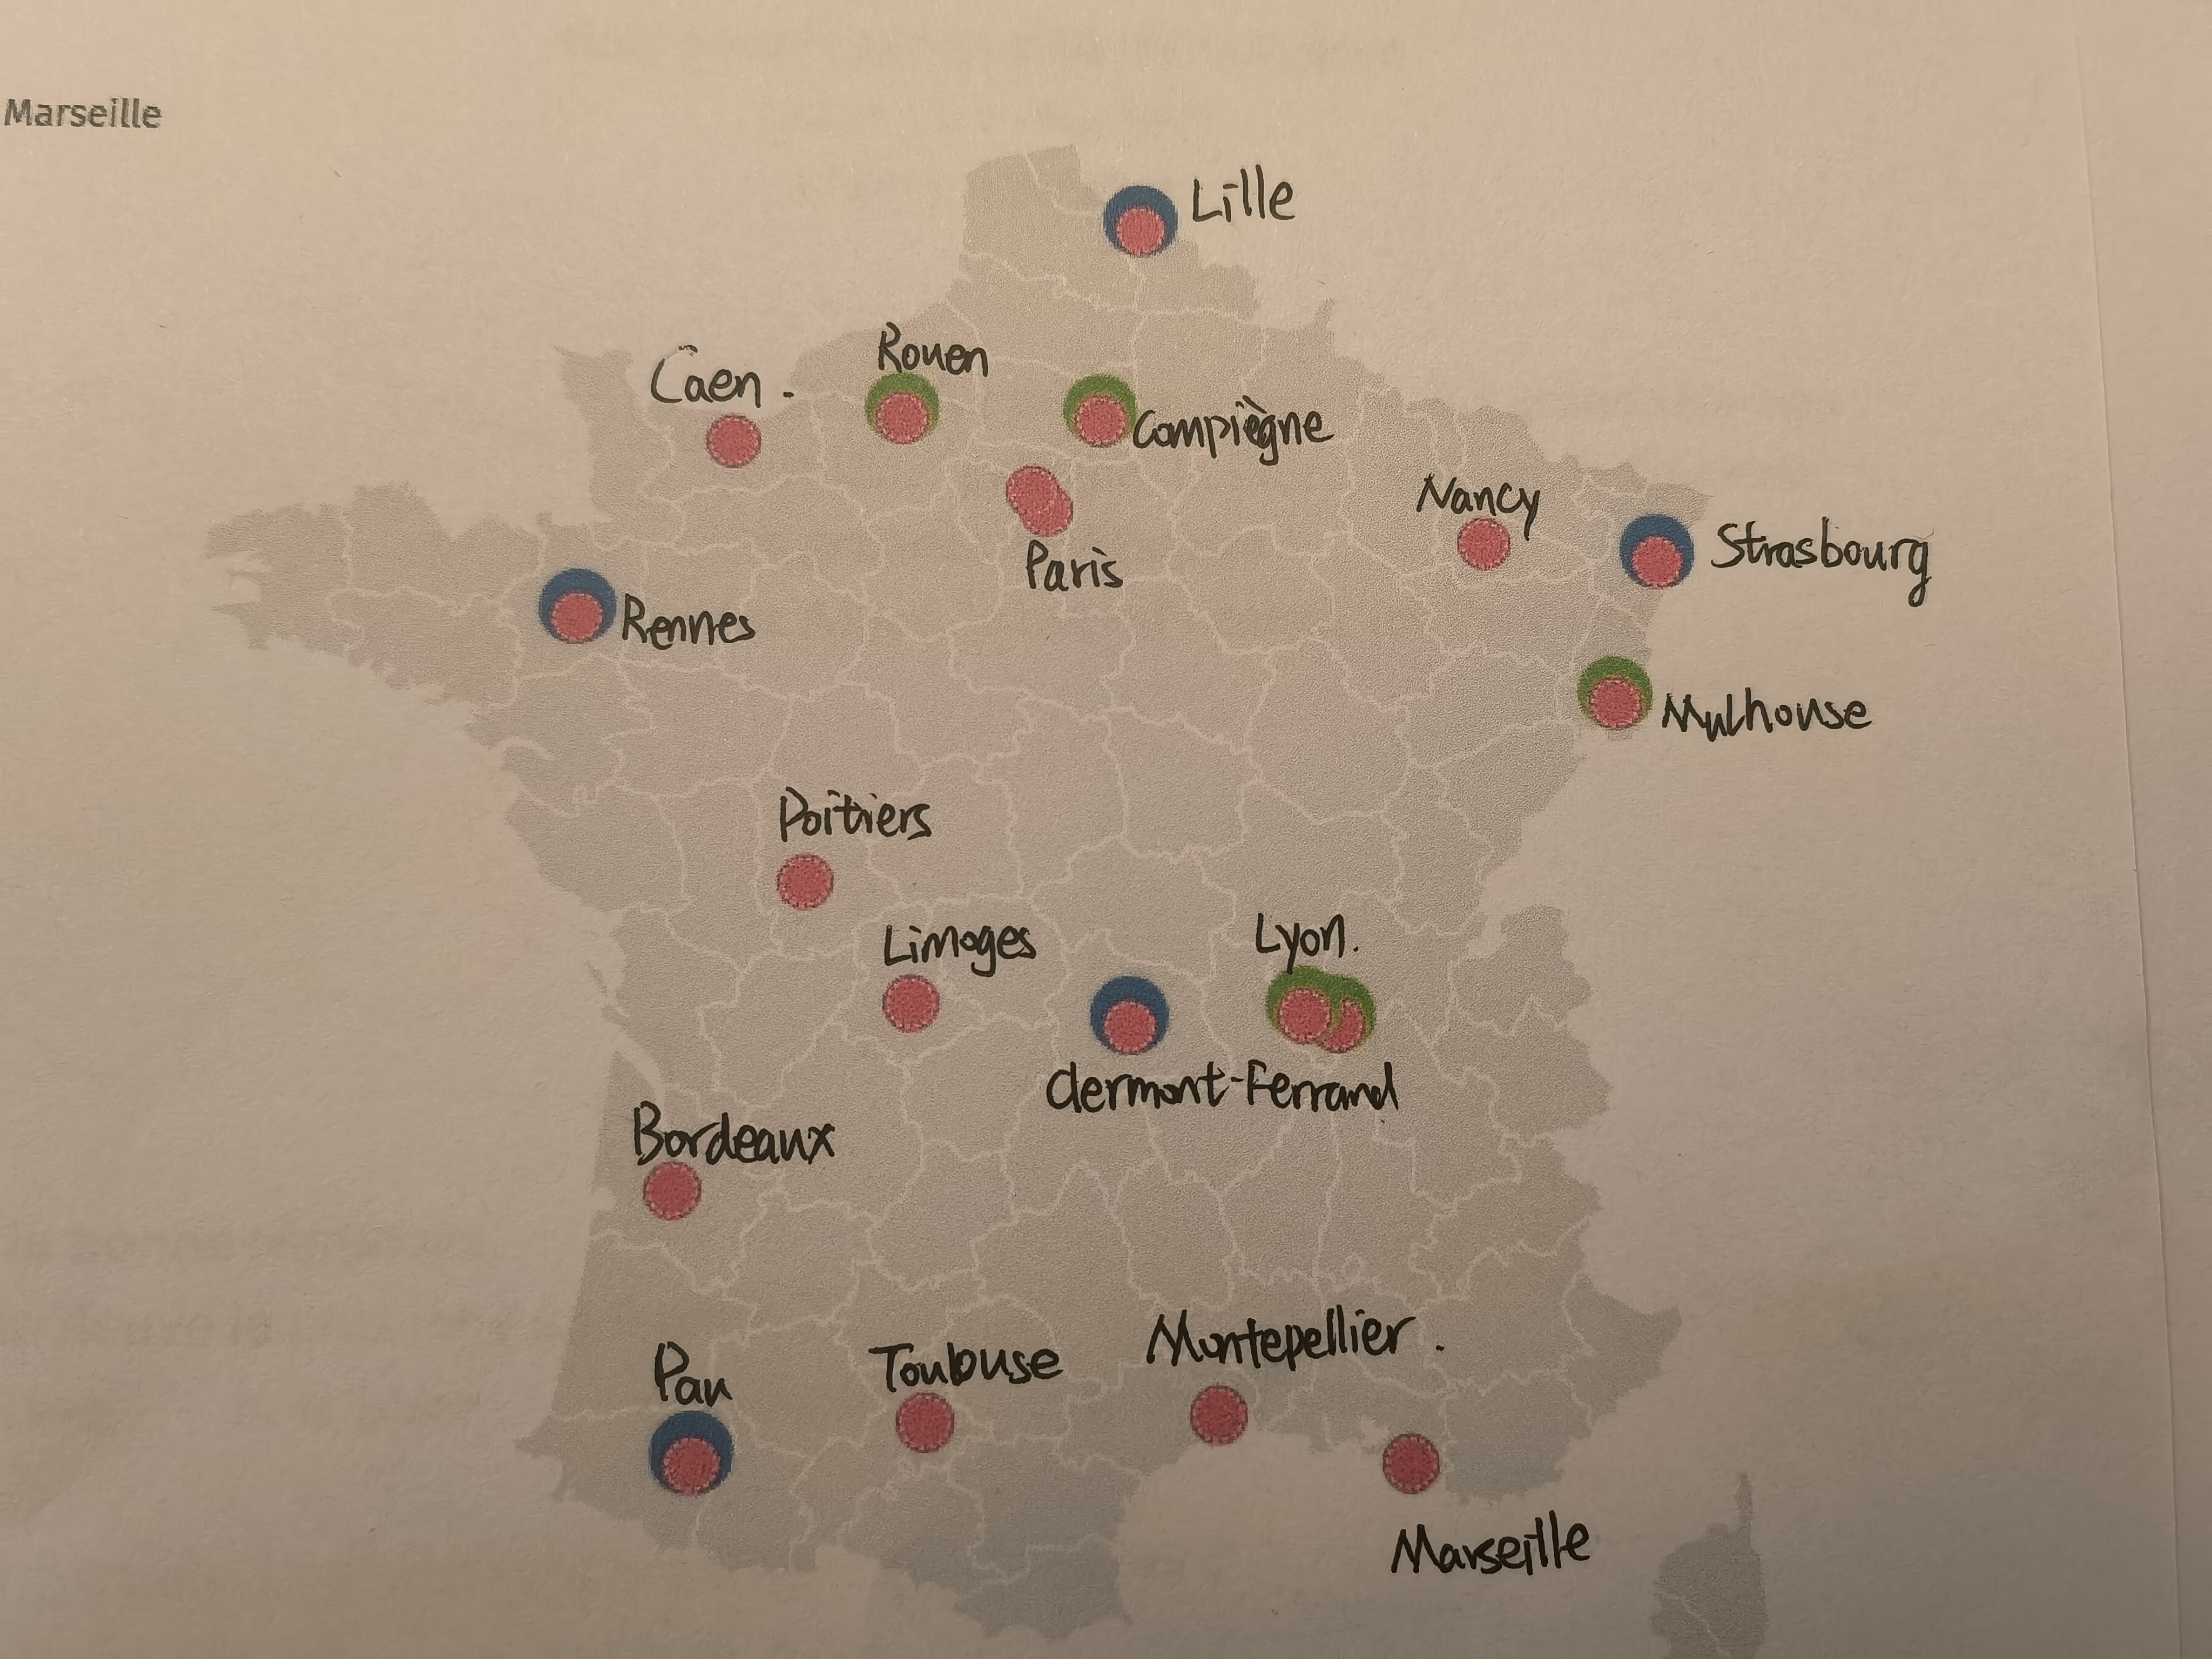 Marseille
Lille
Rouen
Caen .
Compiègne
Nancy
Strasbourg
Paris
Rennes
Mulhouse
Poitiers
Limoges
Lyon.
Clermont-Ferrand
Bordeaux
Pau
Toulouse
Montepellier .
Marseille